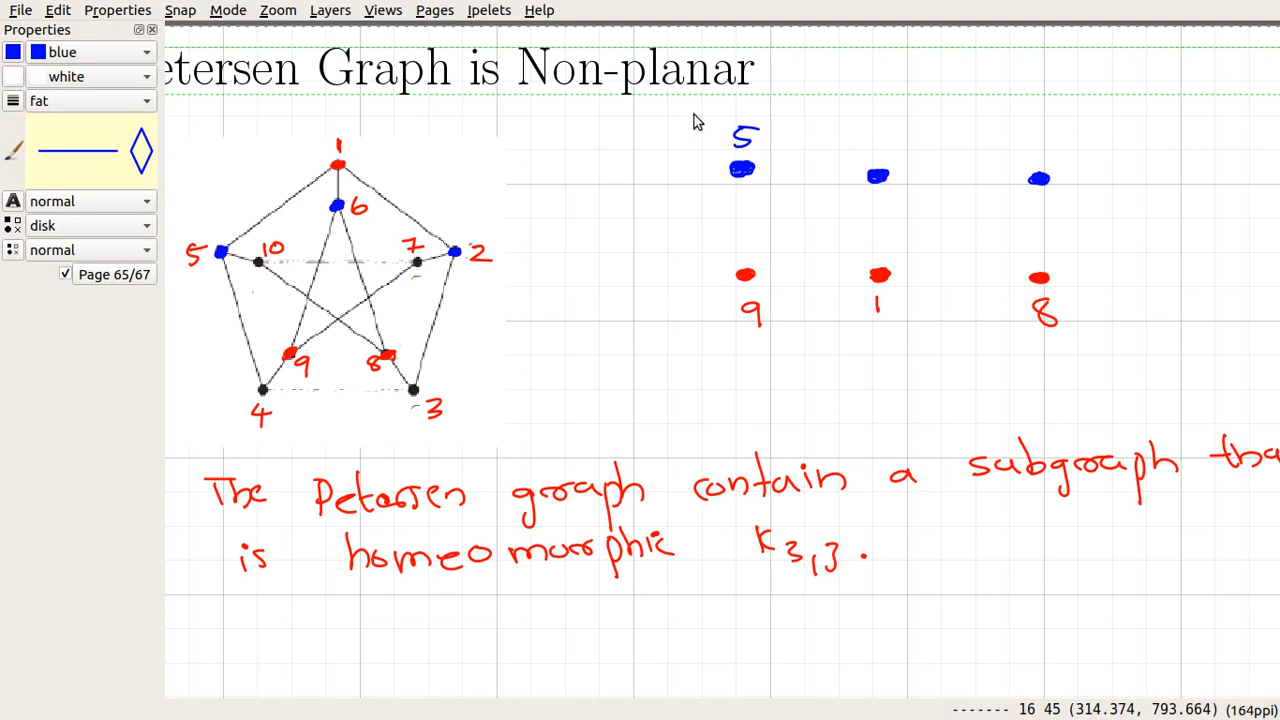 File Edit Properties Snap Mode Zoom Layers Views Pages Ipelets Help
Properties
blue
white
fat
normal
disk
normal
Page 65/67
etersen Graph is Non-planar
1
6
5 10 7 2
9 8
4 3
5
9 1 8
The Petersen graph contain a subgraph tha
is homeomorphic K3,3.
------- 16 45 (314.374, 793.664) (164ppi)